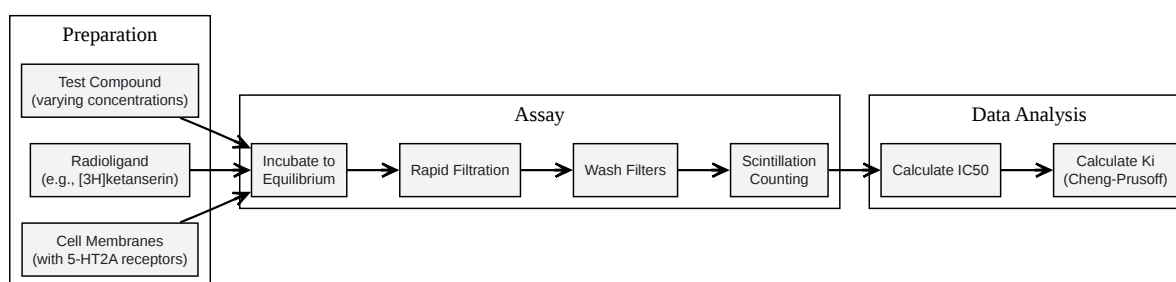 Preparation
Test Compound
(varying concentrations)
Radioligand
(e.g., [3H]ketanserin)
Cell Membranes
(with 5-HT2A receptors)
Assay
Incubate to
Equilibrium
Rapid Filtration
Wash Filters
Scintillation
Counting
Data Analysis
Calculate IC50
Calculate Ki
(Cheng-Prusoff)